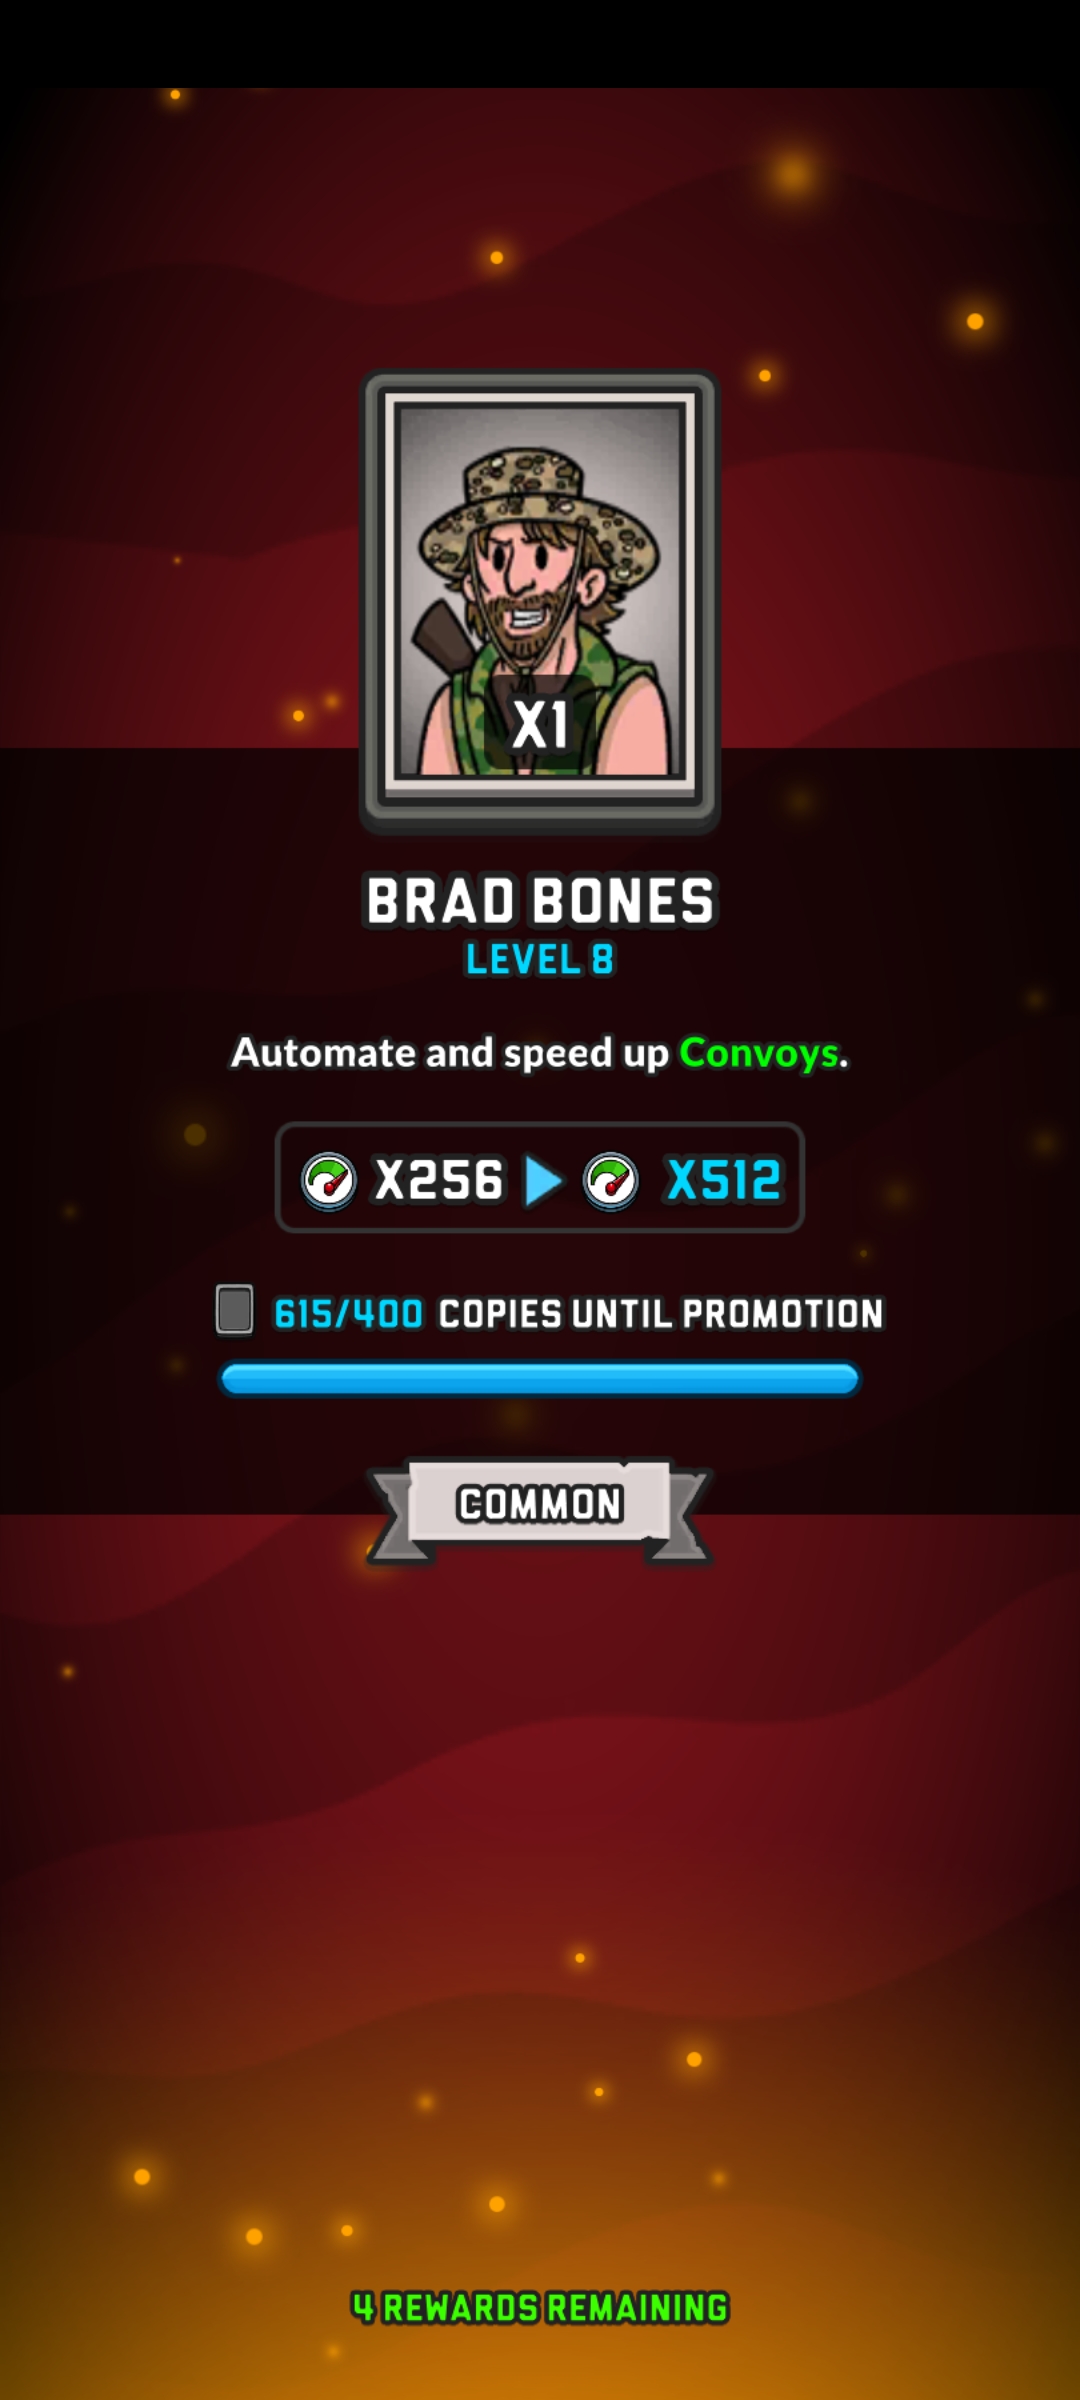 X1
BRAD BONES
LEVEL 8
Automate and speed up Convoys.
X256 X512
615/400 COPIES UNTIL PROMOTION
COMMON
4 REWARDS REMAINING